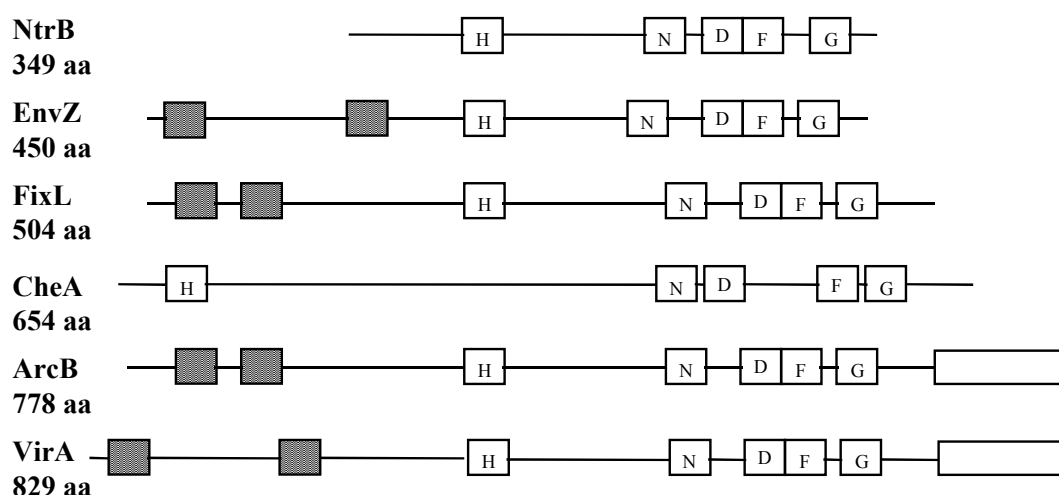 NtrB
349 aa
H N D F G
EnvZ
450 aa
H N D F G
FixL
504 aa
H N D F G
CheA
654 aa
H N D F G
ArcB
778 aa
H N D F G
VirA
829 aa
H N D F G